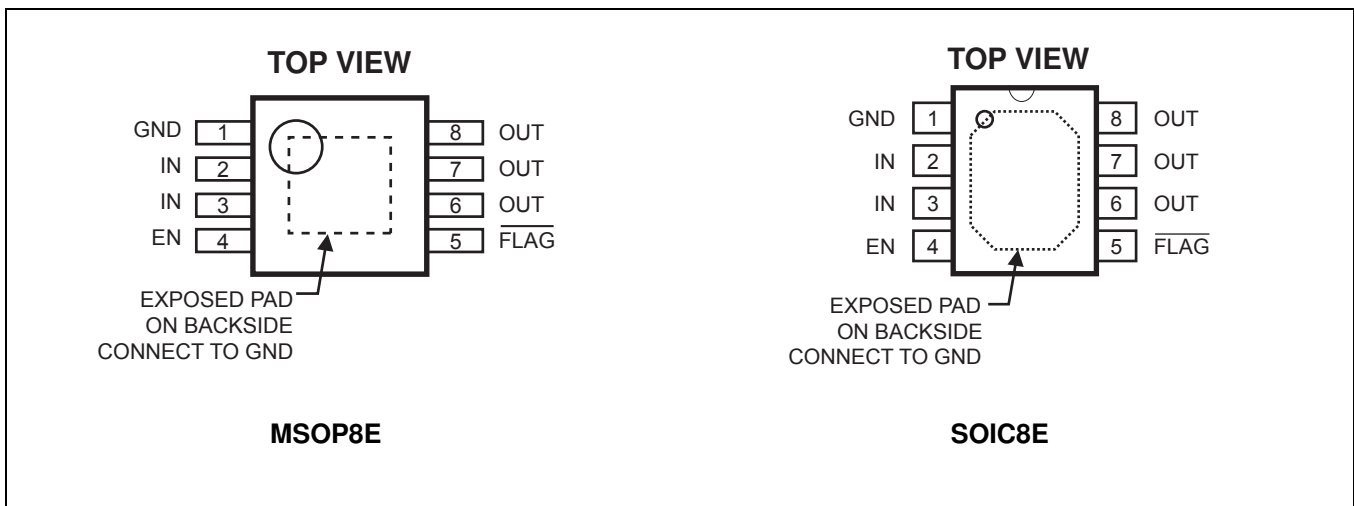 TOP VIEW
GND 1 8 OUT
IN 2 7 OUT
IN 3 6 OUT
EN 4 5 FLAG
EXPOSED PAD
ON BACKSIDE
CONNECT TO GND
MSOP8E
TOP VIEW
GND 1 8 OUT
IN 2 7 OUT
IN 3 6 OUT
EN 4 5 FLAG
EXPOSED PAD
ON BACKSIDE
CONNECT TO GND
SOIC8E